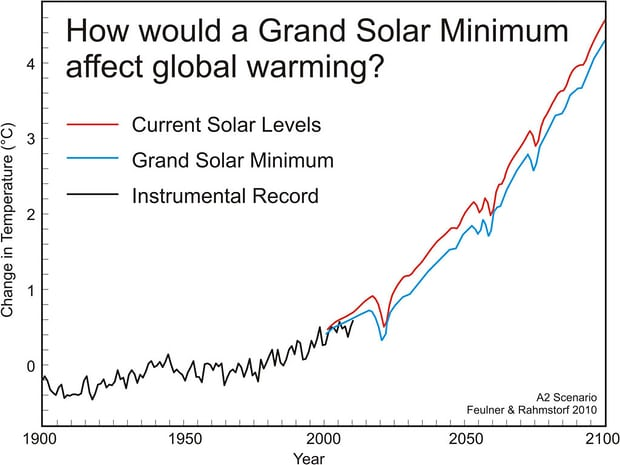 How would a Grand Solar Minimum
affect global warming?
Current Solar Levels
Grand Solar Minimum
Instrumental Record
Change in Temperature (°C)
4
3
2
1
0
A2 Scenario
Feulner & Rahmstorf 2010
1900
1950
2000
2050
2100
Year